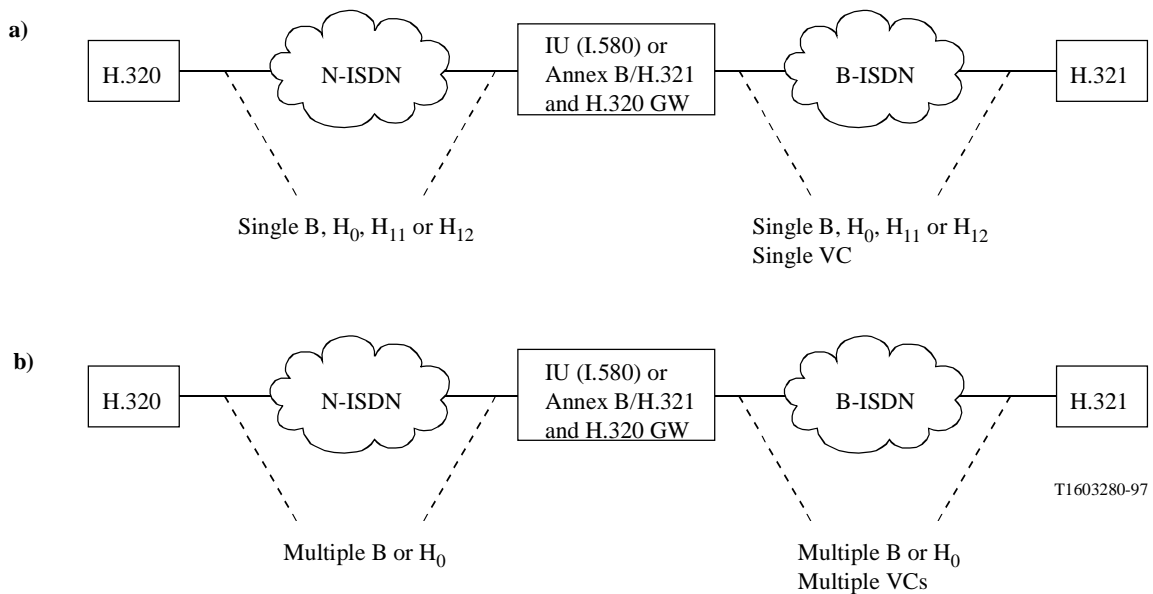 a)
H.320
N-ISDN
IU (I.580) or
Annex B/H.321
and H.320 GW
B-ISDN
H.321
Single B, H0, H11 or H12
Single B, H0, H11 or H12
Single VC
b)
H.320
N-ISDN
IU (I.580) or
Annex B/H.321
and H.320 GW
B-ISDN
H.321
T1603280-97
Multiple B or H0
Multiple B or H0
Multiple VCs